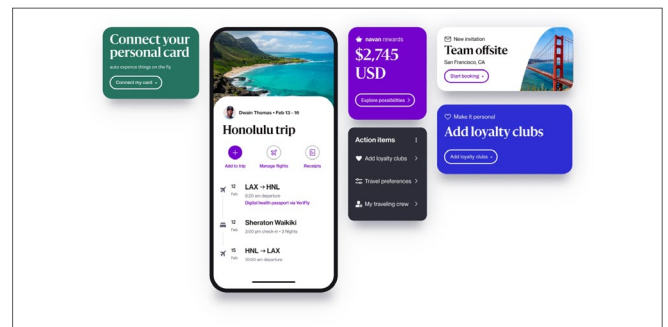 Connect your
personal card
auto expense things on the fly
Connect my card
Dwain Thomas • Feb 13 - 16
Honolulu trip
Add to trip
Manage flights
Receipts
12
Feb
LAX → HNL
8:20 am departure
Digital health passport via VeriFly
12
Feb
Sheraton Waikiki
3:00 pm check-in • 3 Nights
15
Feb
HNL → LAX
10:00 am departure
navan rewards
$2,745
USD
Explore possibilities
Action items
Add loyalty clubs
Travel preferences
My traveling crew
New invitation
Team offsite
San Francisco, CA
Start booking
Make it personal
Add loyalty clubs
Add loyalty clubs